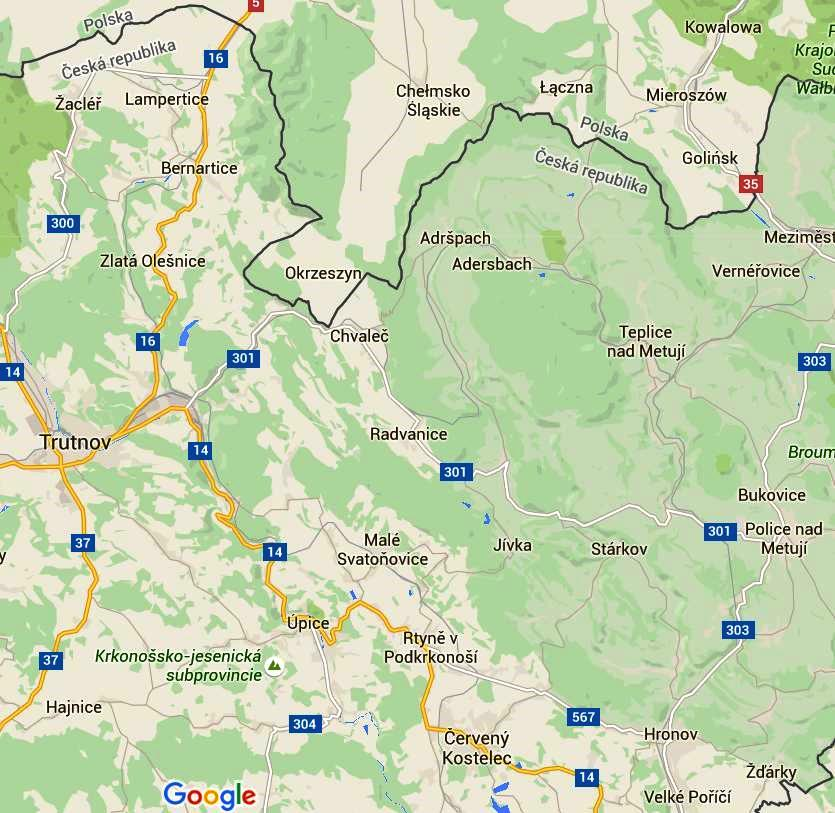 5
Polska
Kowalowa
16
Česká republika
Krajo
Su
Wałb
Żacléř
Lampertice
Chełmsko
Śląskie
Łączna
Mieroszów
Polska
Golińsk
Bernartice
Česká republika
35
300
Adršpach
Meziměst
Zlatá Olešnice
Okrzeszyn
Adersbach
Vernéřovice
16
Chvaleč
Teplice
nad Metují
14
301
303
Trutnov
Radvanice
14
301
Broum
Bukovice
301
Police nad
Metují
37
Malé
Svatoňovice
Jívka
Stárkov
14
y
Úpice
303
Rtyně v
Podkrkonoší
Krkonošsko-jesenická
subprovincie
37
Hajnice
304
567
Červený
Kostelec
Hronov
Žďárky
14
Google
Velké Poříčí